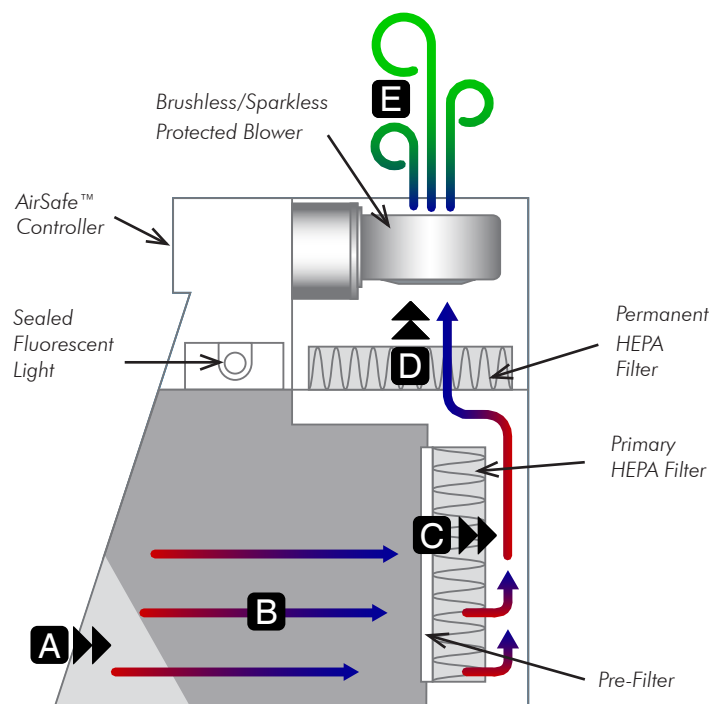 E
Brushless/Sparkless
Protected Blower
AirSafe™
Controller
Sealed
Fluorescent
Light
Permanent
HEPA
Filter
D
Primary
HEPA Filter
C
B
A
Pre-Filter